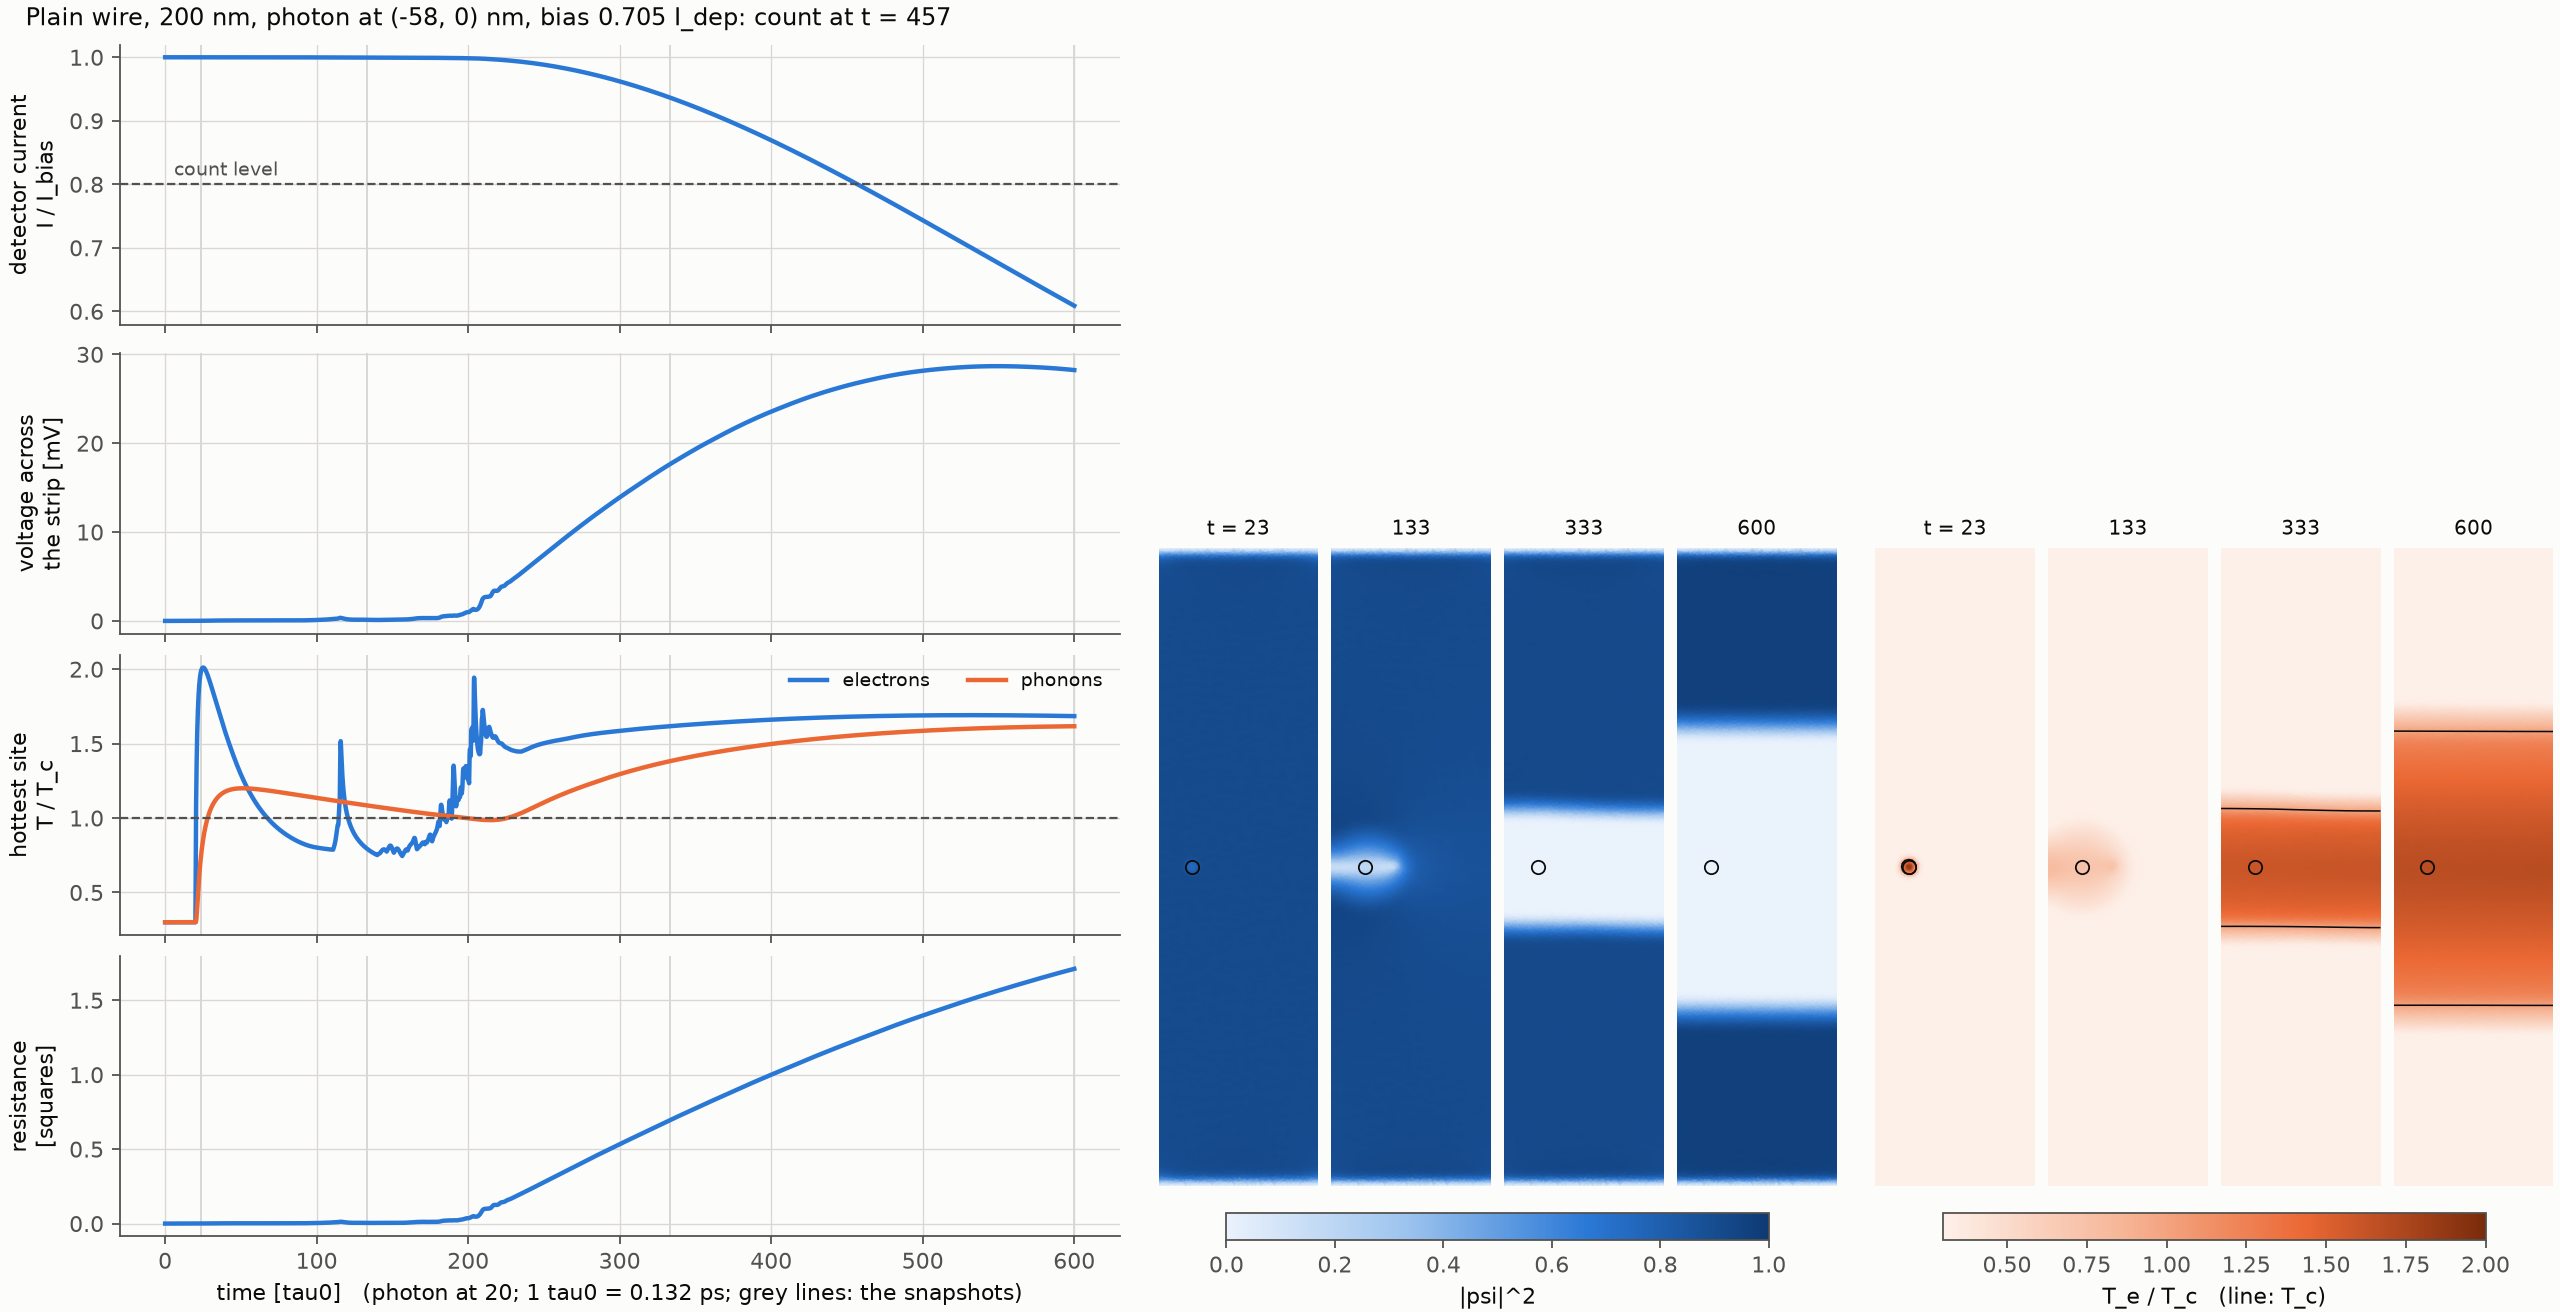 Plain wire, 200 nm, photon at (-58, 0) nm, bias 0.705 I_dep: count at t = 457
detector current
I / I_bias
1.0
0.9
0.8
0.7
0.6
count level
voltage across
the strip [mV]
30
20
10
0
hottest site
T / T_c
2.0
1.5
1.0
0.5
electrons
phonons
resistance
[squares]
1.5
1.0
0.5
0.0
0 100 200 300 400 500 600
time [tau0] (photon at 20; 1 tau0 = 0.132 ps; grey lines: the snapshots)
t = 23 133 333 600
0.0 0.2 0.4 0.6 0.8 1.0
|psi|^2
t = 23 133 333 600
0.50 0.75 1.00 1.25 1.50 1.75 2.00
T_e / T_c (line: T_c)